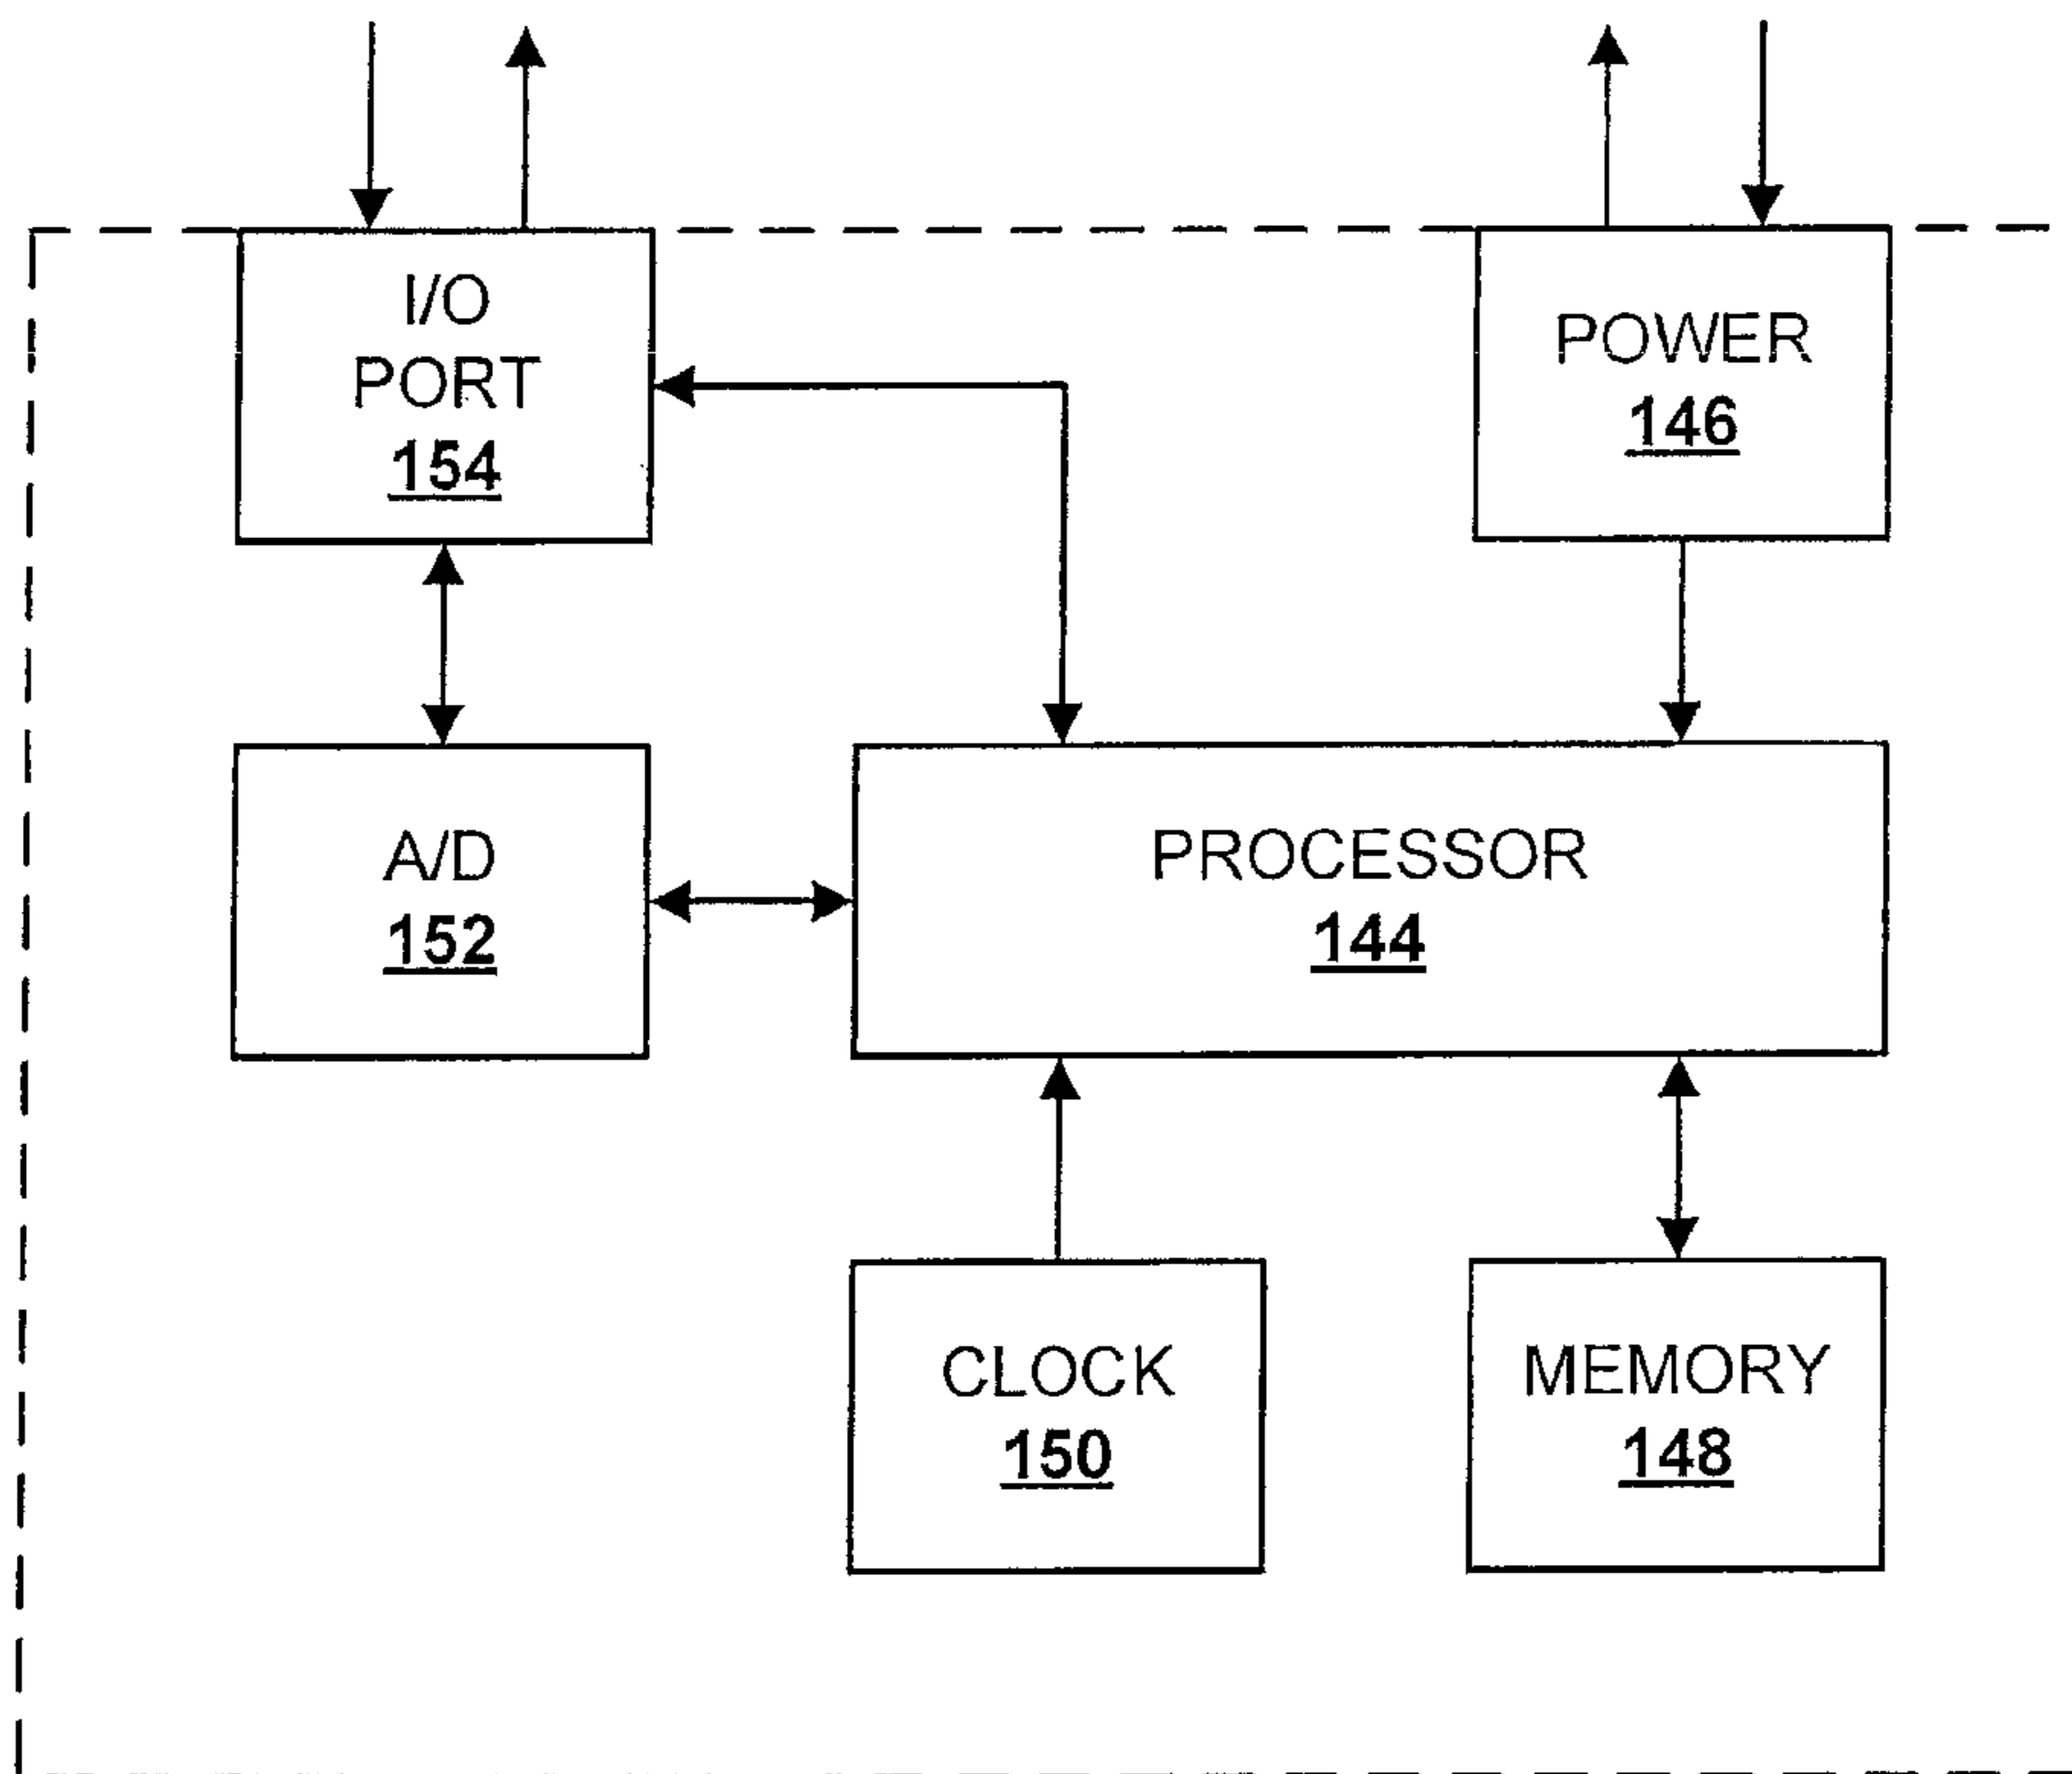 I/O
PORT
154
POWER
146
A/D
152
PROCESSOR
144
CLOCK
150
MEMORY
148